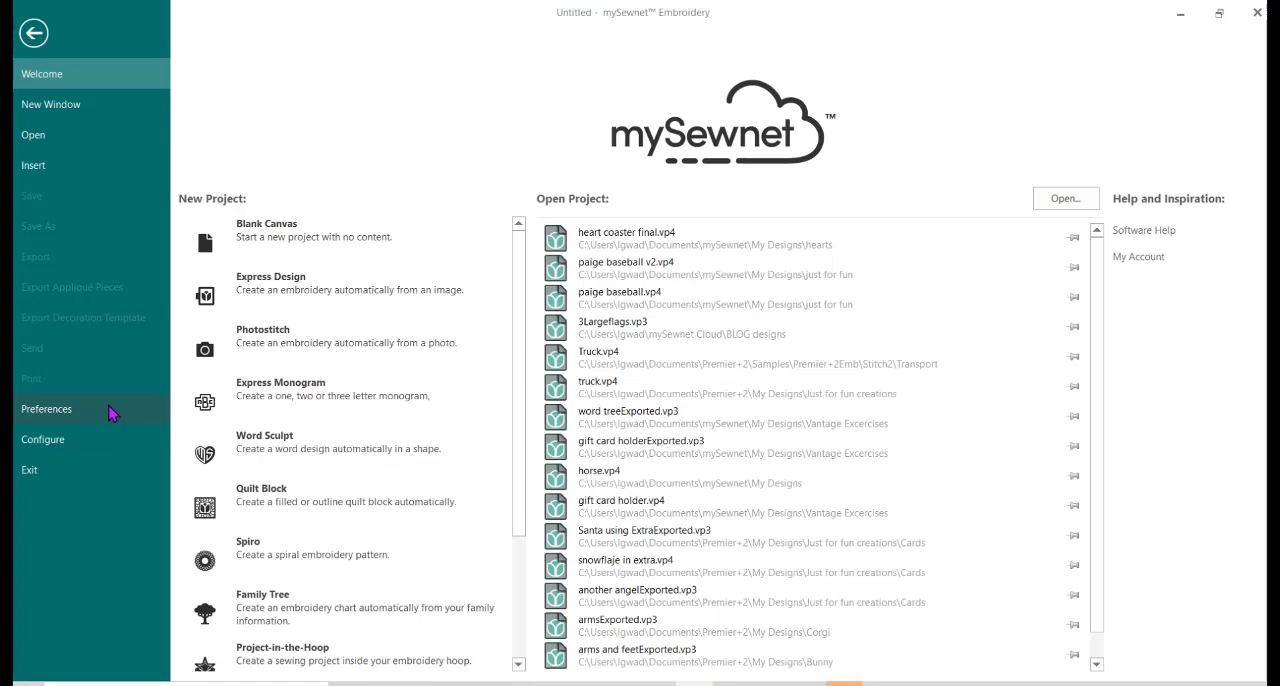 Untitled - mySewnet™ Embroidery
Welcome
New Window
Open
Insert
Save
Save As
Export
Export Appliqué Pieces
Export Decoration Template
Send
Print
Preferences
Configure
Exit
mySewnet™
New Project:
Blank Canvas
Start a new project with no content.
Express Design
Create an embroidery automatically from an image.
Photostitch
Create an embroidery automatically from a photo.
Express Monogram
Create a one, two or three letter monogram,
Word Sculpt
Create a word design automatically in a shape.
Quilt Block
Create a filled or outline quilt block automatically.
Spiro
Create a spiral embroidery pattern.
Family Tree
Create an embroidery chart automatically from your family
information.
Project-in-the-Hoop
Create a sewing project inside your embroidery hoop.
Open Project:
Open...
heart coaster final.vp4
C:\Users\lgwad\Documents\mySewnet\My Designs\hearts
paige baseball v2.vp4
C:\Users\lgwad\Documents\mySewnet\My Designs\just for fun
paige baseball.vp4
C:\Users\lgwad\Documents\mySewnet\My Designs\just for fun
3Largeflags.vp3
C:\Users\lgwad\mySewnet Cloud\BLOG designs
Truck.vp4
C:\Users\lgwad\Documents\Premier+2\Samples\Premier+2Emb\Stitch2\Transport
truck.vp4
C:\Users\lgwad\Documents\Premier+2\My Designs\Just for fun creations
word treeExported.vp3
C:\Users\lgwad\Documents\mySewnet\My Designs\Vantage Excercises
gift card holderExported.vp3
C:\Users\lgwad\Documents\mySewnet\My Designs\Vantage Excercises
horse.vp4
C:\Users\lgwad\Documents\mySewnet\My Designs
gift card holder.vp4
C:\Users\lgwad\Documents\mySewnet\My Designs\Vantage Excercises
Santa using ExtraExported.vp3
C:\Users\lgwad\Documents\Premier+2\My Designs\Just for fun creations\Cards
snowflaje in extra.vp4
C:\Users\lgwad\Documents\Premier+2\My Designs\Just for fun creations\Cards
another angelExported.vp3
C:\Users\lgwad\Documents\Premier+2\My Designs\Just for fun creations\Cards
armsExported.vp3
C:\Users\lgwad\Documents\Premier+2\My Designs\Corgi
arms and feetExported.vp3
C:\Users\lgwad\Documents\Premier+2\My Designs\Bunny
Help and Inspiration:
Software Help
My Account